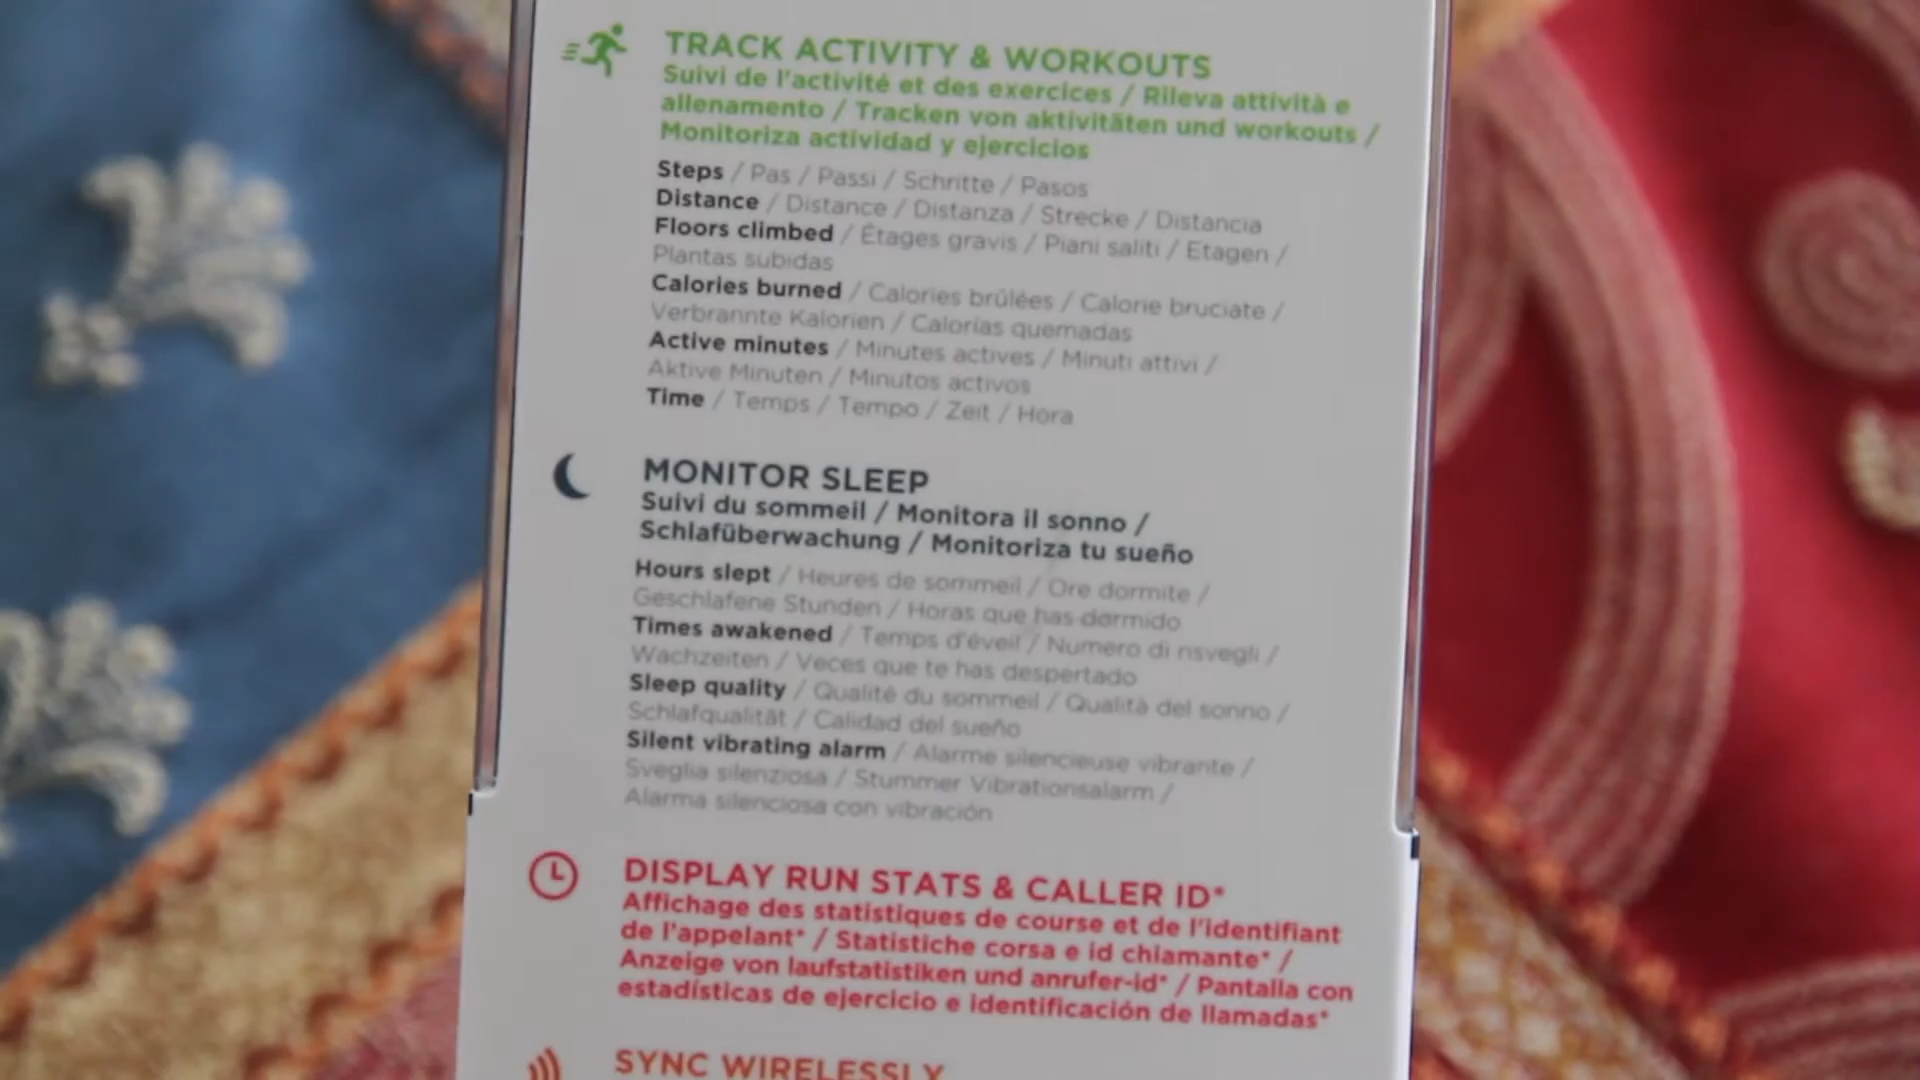 TRACK ACTIVITY & WORKOUTS
Suivi de l'activité et des exercices / Rileva attività e
allenamento / Tracken von aktivitäten und workouts /
Monitoriza actividad y ejercicios
Steps / Pas / Passi / Schritte / Pasos
Distance / Distance / Distanza / Strecke / Distancia
Floors climbed / Étages gravis / Piani saliti / Etagen /
Plantas subidas
Calories burned / Calories brûlées / Calorie bruciate /
Verbrannte Kalorien / Calorías quemadas
Active minutes / Minutes actives / Minuti attivi /
Aktive Minuten / Minutos activos
Time / Temps / Tempo / Zeit / Hora
MONITOR SLEEP
Suivi du sommeil / Monitora il sonno /
Schlafüberwachung / Monitoriza tu sueño
Hours slept / Heures de sommeil / Ore dormite /
Geschlafene Stunden / Horas que has dormido
Times awakened / Temps d'éveil / Numero di risvegli /
Wachzeiten / Veces que te has despertado
Sleep quality / Qualité du sommeil / Qualità del sonno /
Schlafqualität / Calidad del sueño
Silent vibrating alarm / Alarme silencieuse vibrante /
Sveglia silenziosa / Stummer Vibrationsalarm /
Alarma silenciosa con vibración
DISPLAY RUN STATS & CALLER ID*
Affichage des statistiques de course et de l'identifiant
de l'appelant* / Statistiche corsa e id chiamante* /
Anzeige von laufstatistiken und anrufer-id* / Pantalla con
estadísticas de ejercicio e identificación de llamadas*
SYNC WIRELESSLY